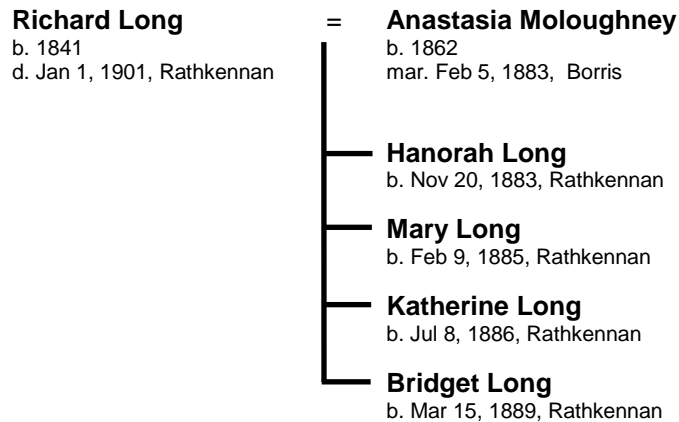 Richard Long = Anastasia Moloughney
b. 1841 b. 1862
d. Jan 1, 1901, Rathkennan mar. Feb 5, 1883, Borris
Hanorah Long
b. Nov 20, 1883, Rathkennan
Mary Long
b. Feb 9, 1885, Rathkennan
Katherine Long
b. Jul 8, 1886, Rathkennan
Bridget Long
b. Mar 15, 1889, Rathkennan